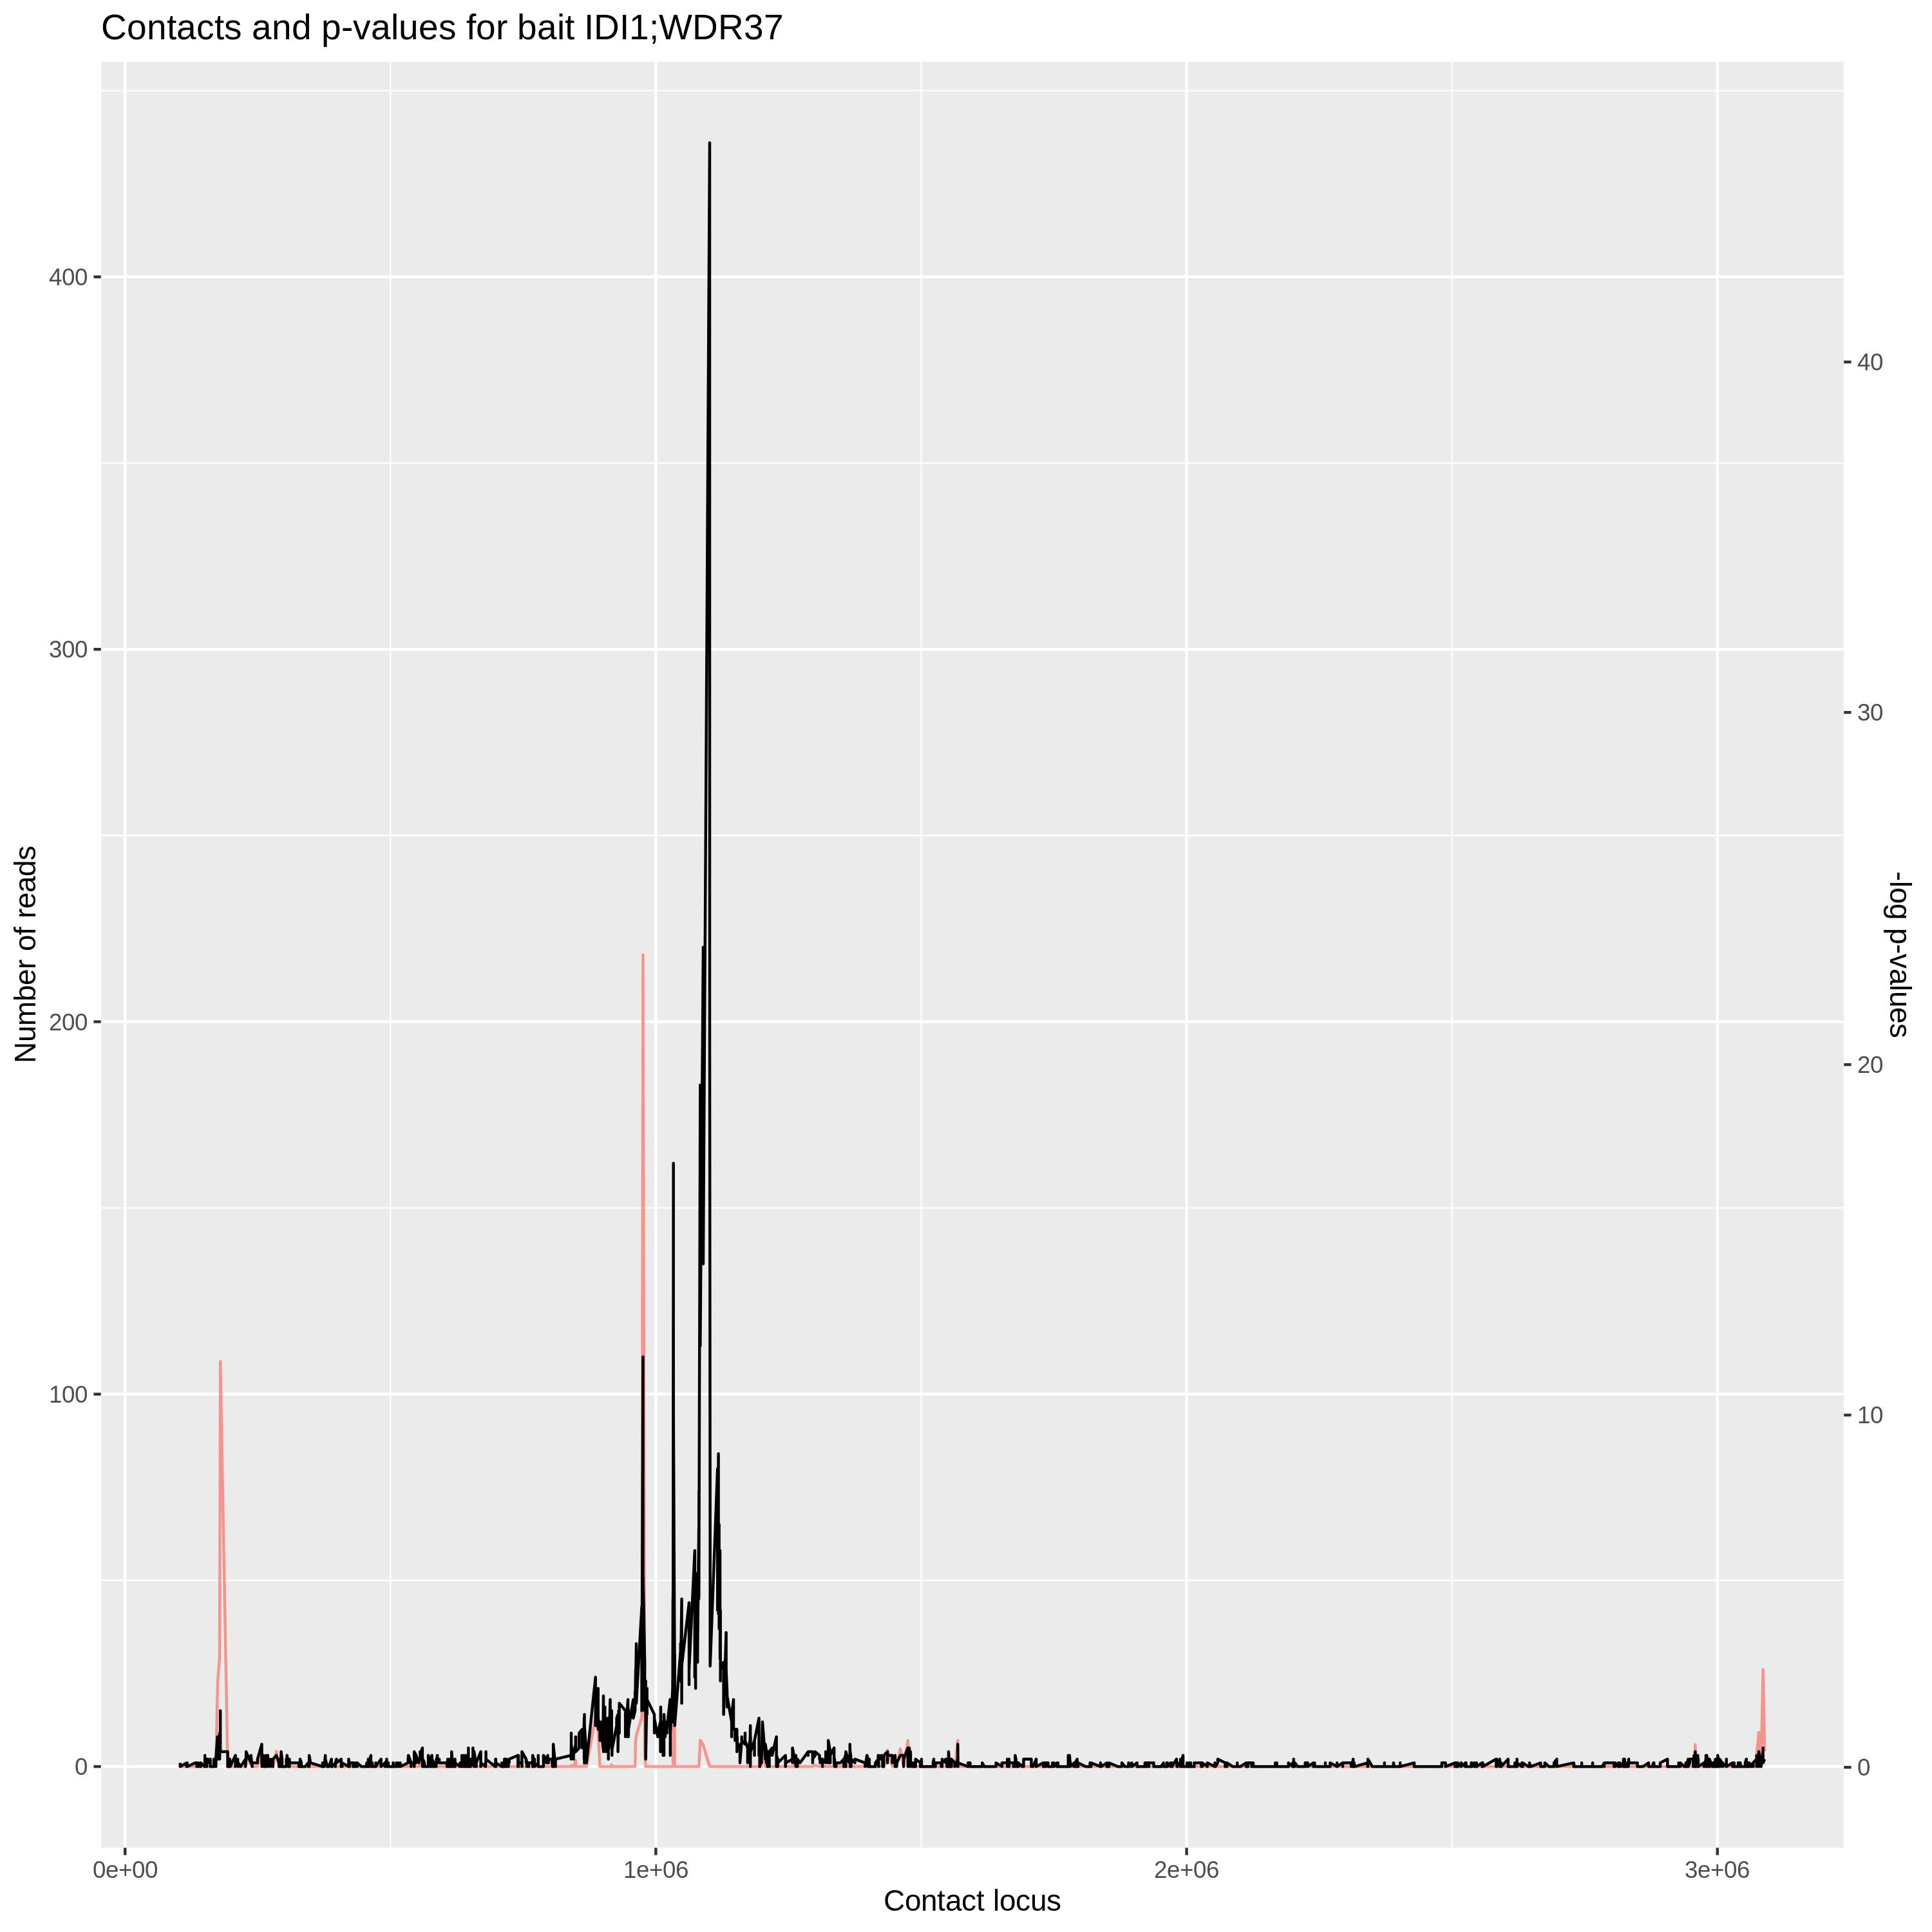 Contacts and p-values for bait IDI1;WDR37
Number of reads
400
300
200
100
0
40
30
20
10
0
-log p-values
0e+00
1e+06
2e+06
3e+06
Contact locus